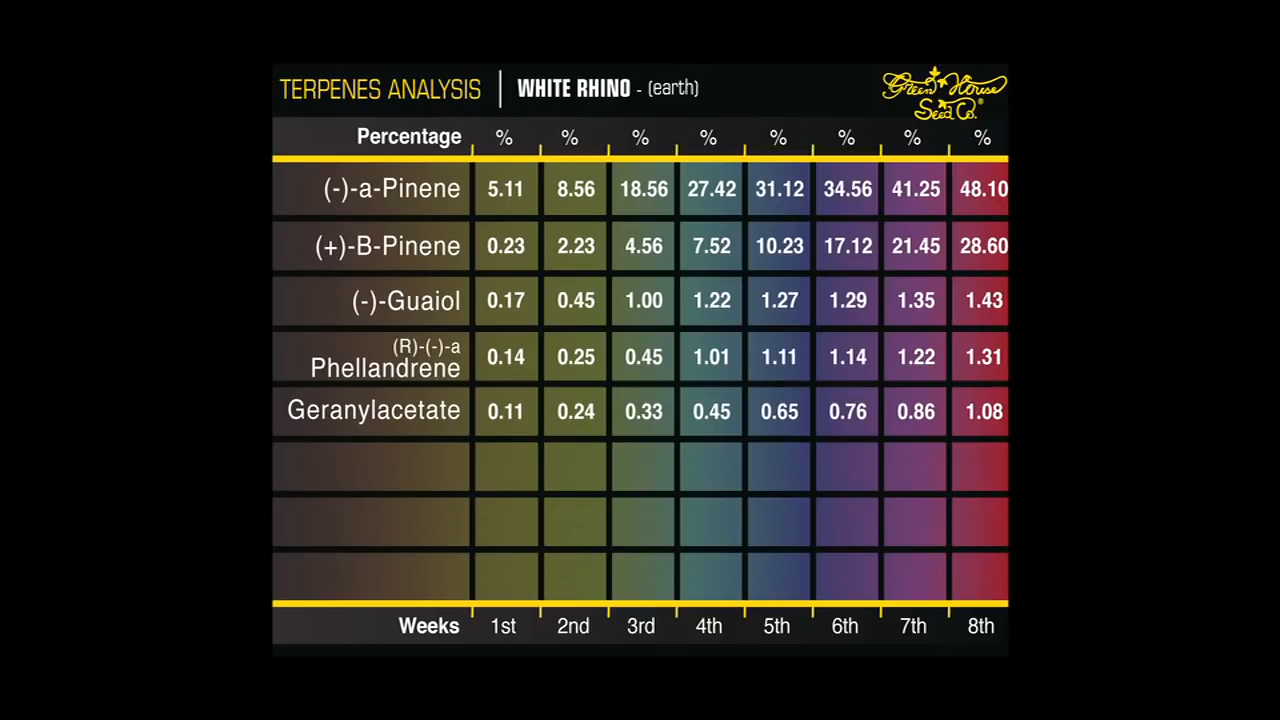 TERPENES ANALYSIS | WHITE RHINO - (earth)
Green House
Seed Co.®
Percentage % % % % % % % %
(-)-a-Pinene 5.11 8.56 18.56 27.42 31.12 34.56 41.25 48.10
(+)-B-Pinene 0.23 2.23 4.56 7.52 10.23 17.12 21.45 28.60
(-)-Guaiol 0.17 0.45 1.00 1.22 1.27 1.29 1.35 1.43
(R)-(-)-a
Phellandrene 0.14 0.25 0.45 1.01 1.11 1.14 1.22 1.31
Geranylacetate 0.11 0.24 0.33 0.45 0.65 0.76 0.86 1.08
Weeks 1st 2nd 3rd 4th 5th 6th 7th 8th